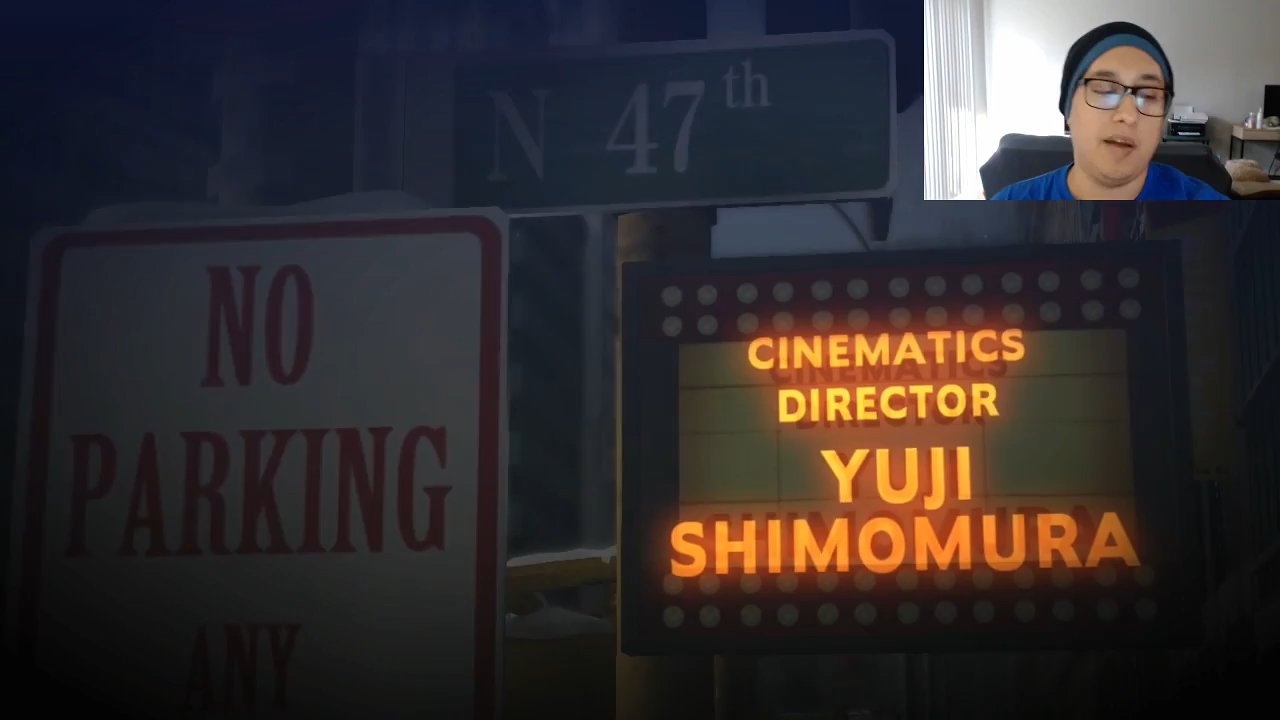 N 47th
NO
PARKING
ANY
CINEMATICS
DIRECTOR
YUJI
SHIMOMURA